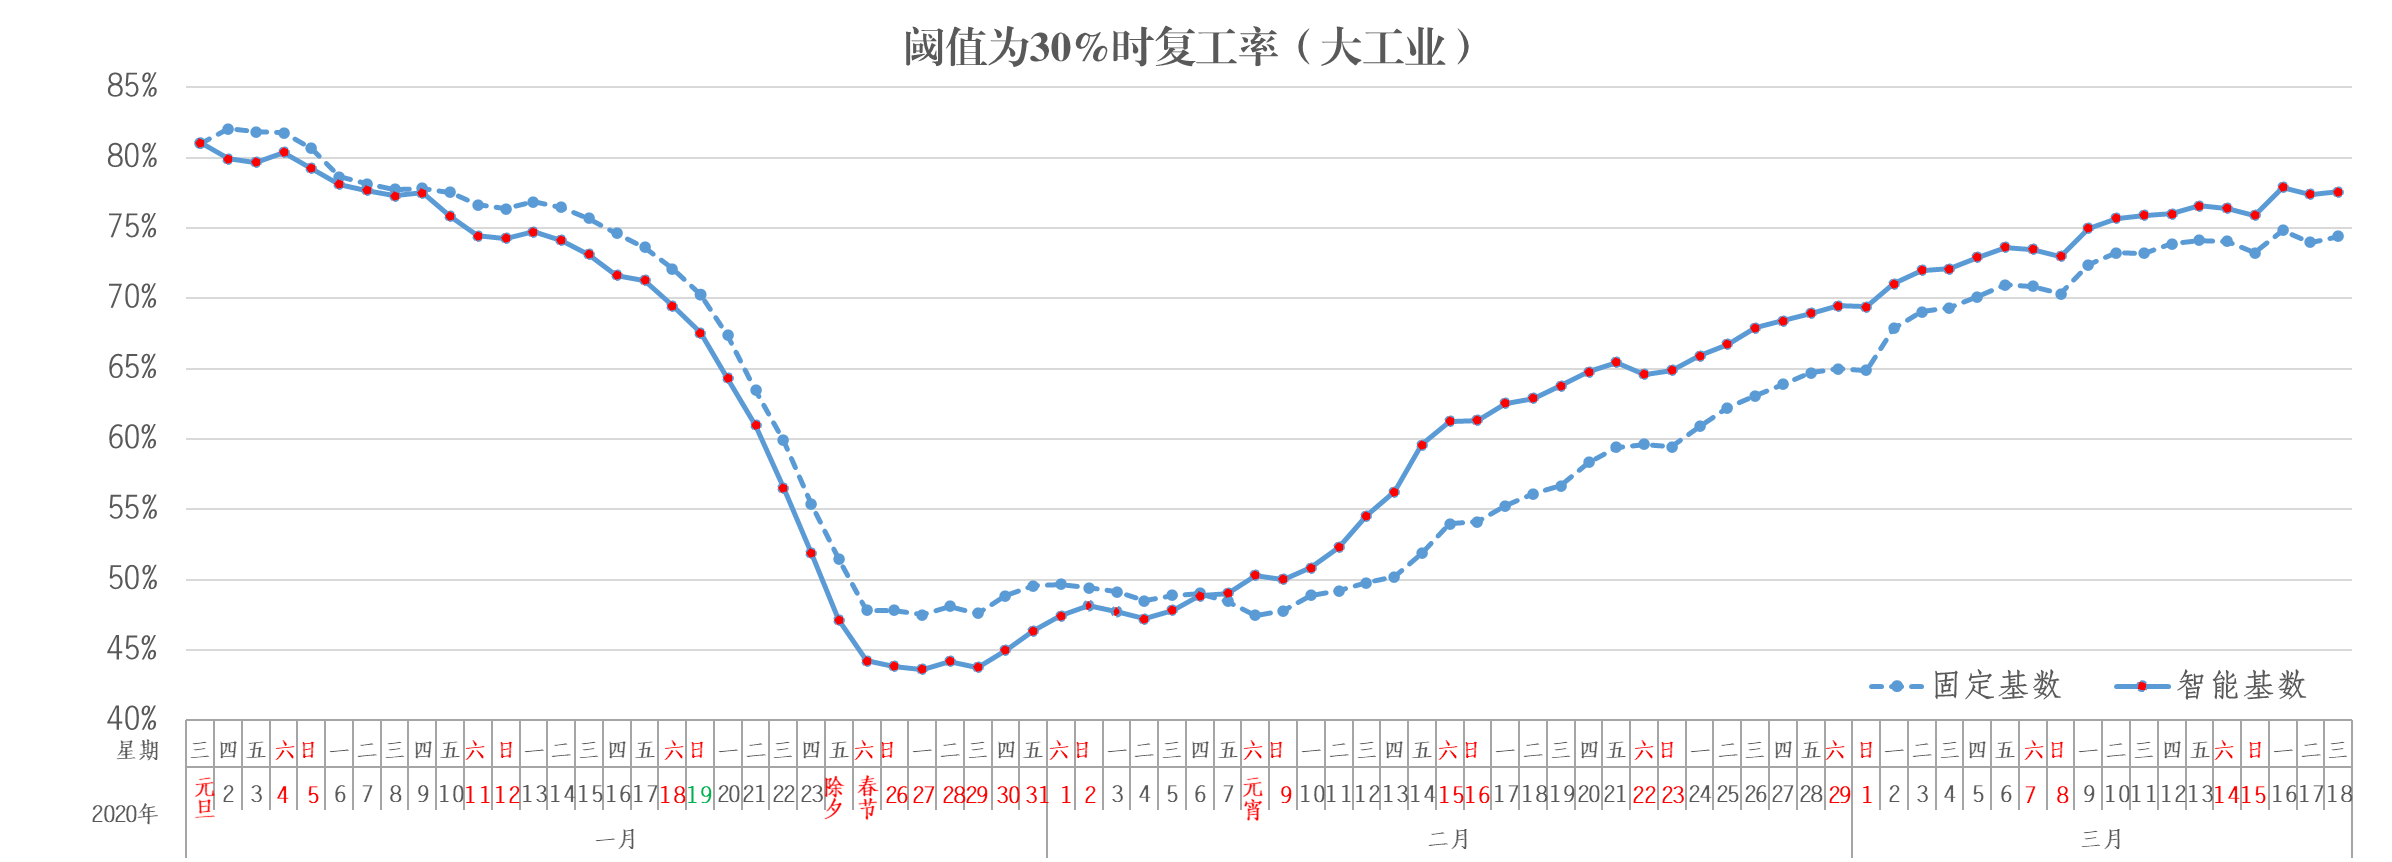 阈值为30%时复工率（大工业）
85%
80%
75%
70%
65%
60%
55%
50%
45%
40%
固定基数 智能基数
星期 三 四 五 六 日 一 二 三 四 五 六 日 一 二 三 四 五 六 日 一 二 三 四 五 六 日 一 二 三 四 五 六 日 一 二 三 四 五 六 日 一 二 三 四 五 六 日 一 二 三 四 五 六 日 一 二 三 四 五 六 日 一 二 三 四 五 六 日 一 二 三 四 五 六 日 一 二 三
2020年 元旦 2 3 4 5 6 7 8 9 10 11 12 13 14 15 16 17 18 19 20 21 22 23 除夕 春节 26 27 28 29 30 31 1 2 3 4 5 6 7 元宵 9 10 11 12 13 14 15 16 17 18 19 20 21 22 23 24 25 26 27 28 29 1 2 3 4 5 6 7 8 9 10 11 12 13 14 15 16 17 18
一月 二月 三月